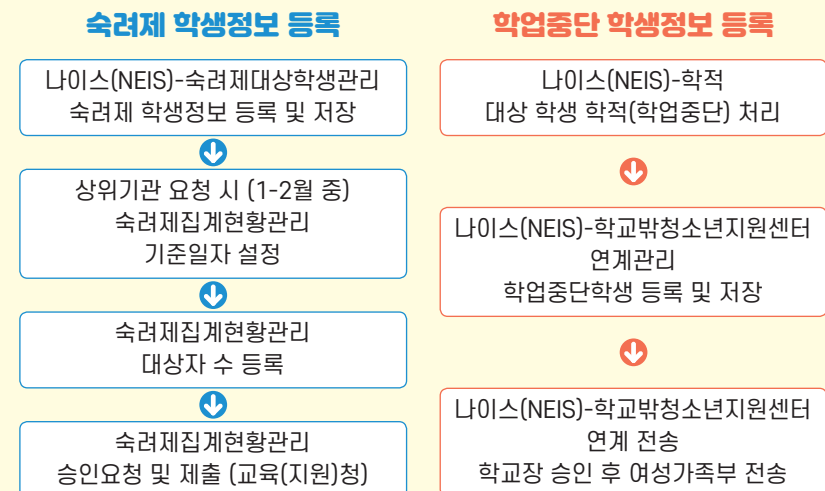 숙려제 학생정보 등록
나이스(NEIS)-숙려제대상학생관리
숙려제 학생정보 등록 및 저장
상위기관 요청 시 (1-2월 중)
숙려제집계현황관리
기준일자 설정
숙려제집계현황관리
대상자 수 등록
숙려제집계현황관리
승인요청 및 제출 (교육(지원)청)
학업중단 학생정보 등록
나이스(NEIS)-학적
대상 학생 학적(학업중단) 처리
나이스(NEIS)-학교밖청소년지원센터
연계관리
학업중단학생 등록 및 저장
나이스(NEIS)-학교밖청소년지원센터
연계 전송
학교장 승인 후 여성가족부 전송